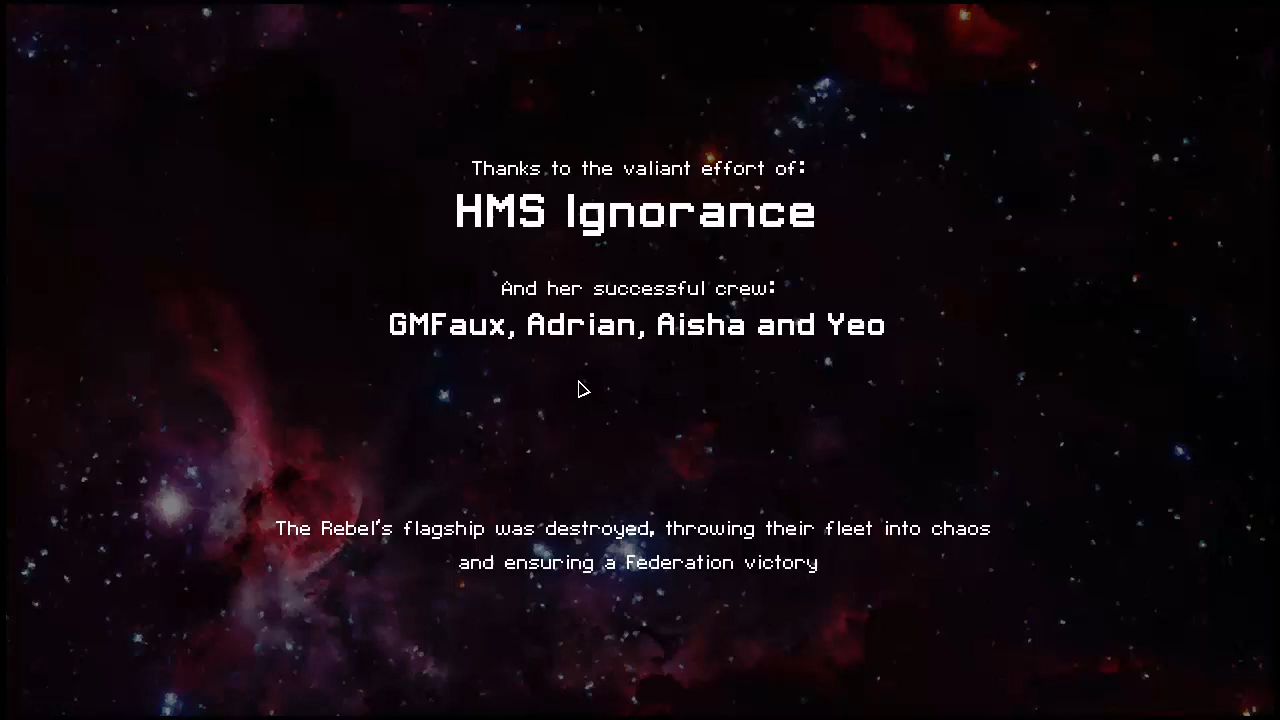 Thanks to the valiant effort of:
HMS Ignorance
And her successful crew:
GMFaux, Adrian, Aisha and Yeo
The Rebel's flagship was destroyed, throwing their fleet into chaos
and ensuring a Federation victory